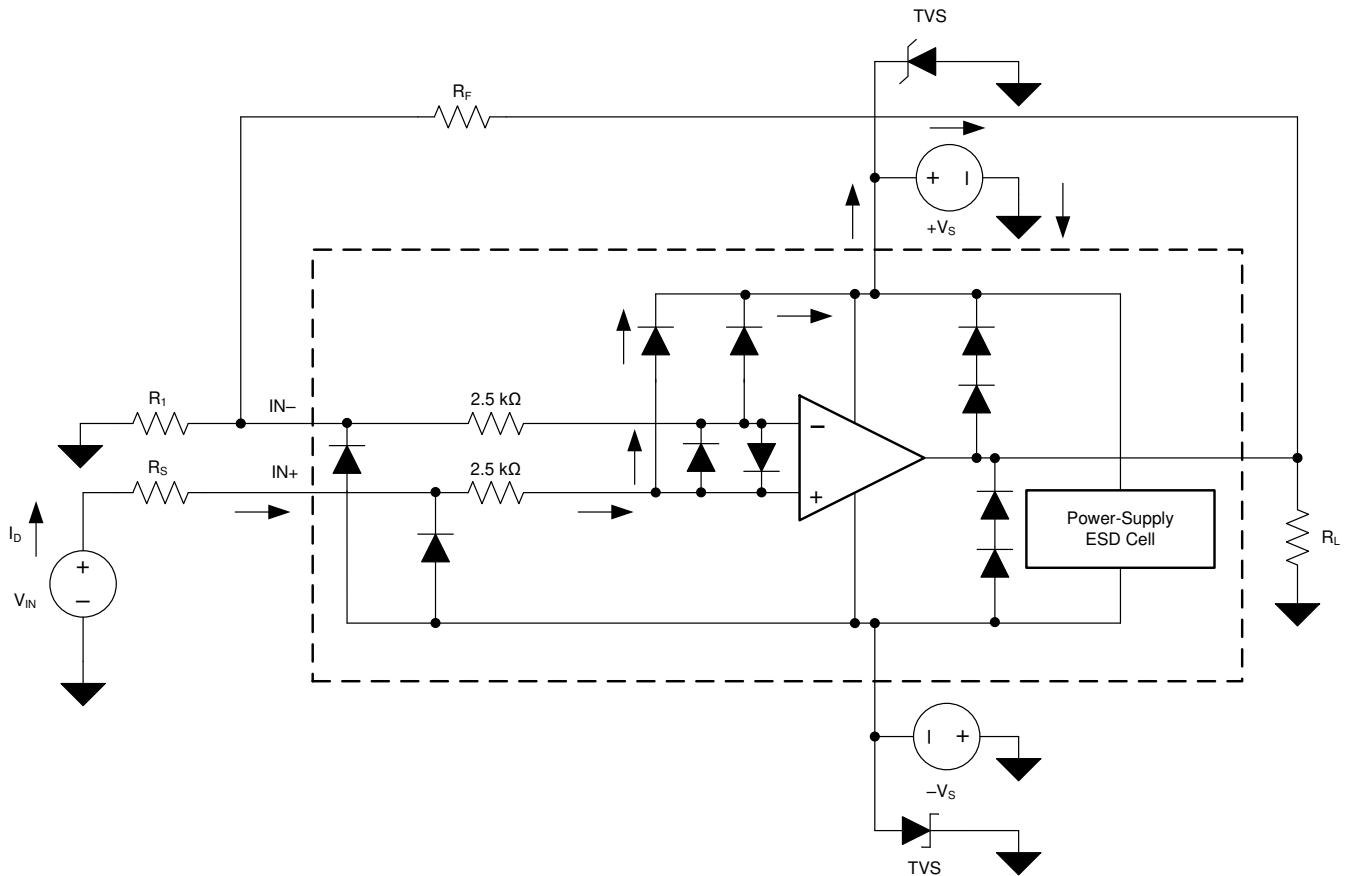 TVS
R_F
+ –
+V_S
R_1
IN–
2.5 kΩ
R_S
IN+
2.5 kΩ
–
+
I_D
+
V_IN
–
Power-Supply
ESD Cell
R_L
– +
–V_S
TVS